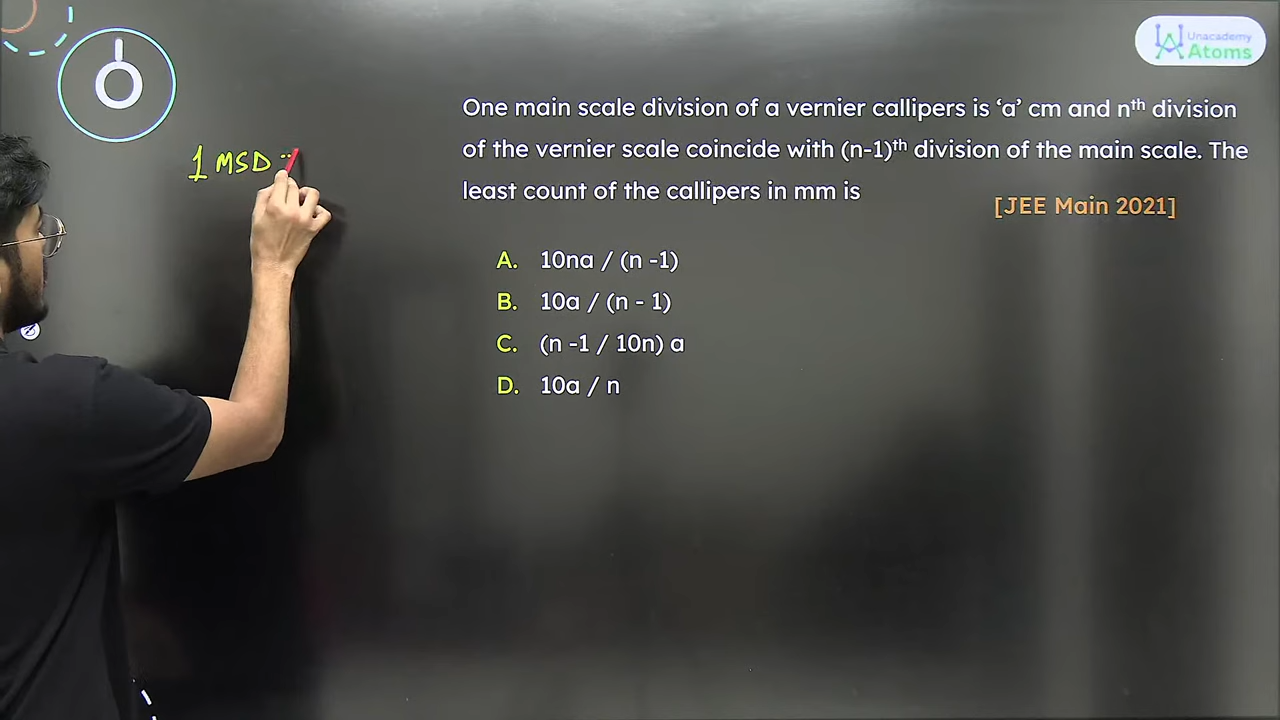 Unacademy
Atoms
One main scale division of a vernier callipers is ‘a’ cm and nᵗʰ division
of the vernier scale coincide with (n-1)ᵗʰ division of the main scale. The
least count of the callipers in mm is
[JEE Main 2021]
1 MSD =
A. 10na / (n -1)
B. 10a / (n - 1)
C. (n -1 / 10n) a
D. 10a / n